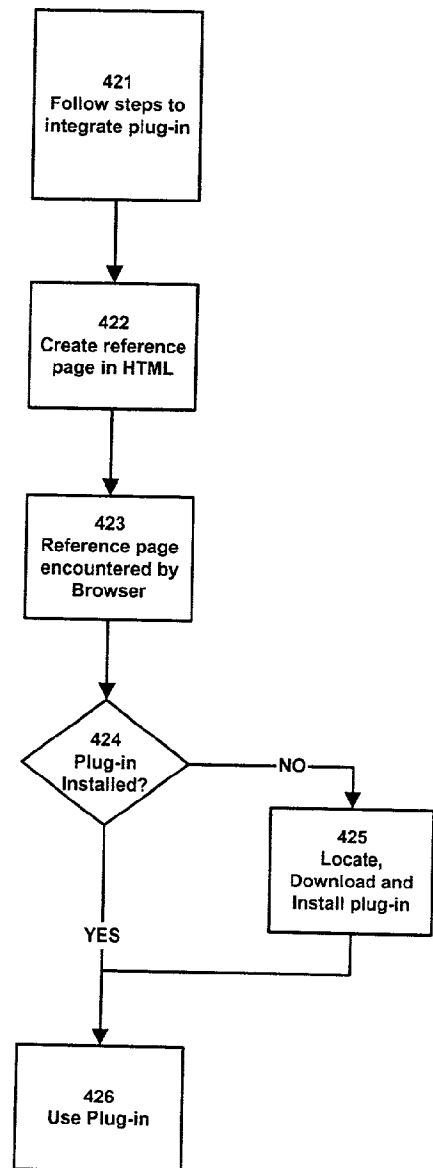 421
Follow steps to
integrate plug-in
422
Create reference
page in HTML
423
Reference page
encountered by
Browser
424
Plug-in
Installed?
NO
425
Locate,
Download and
Install plug-in
YES
426
Use Plug-in